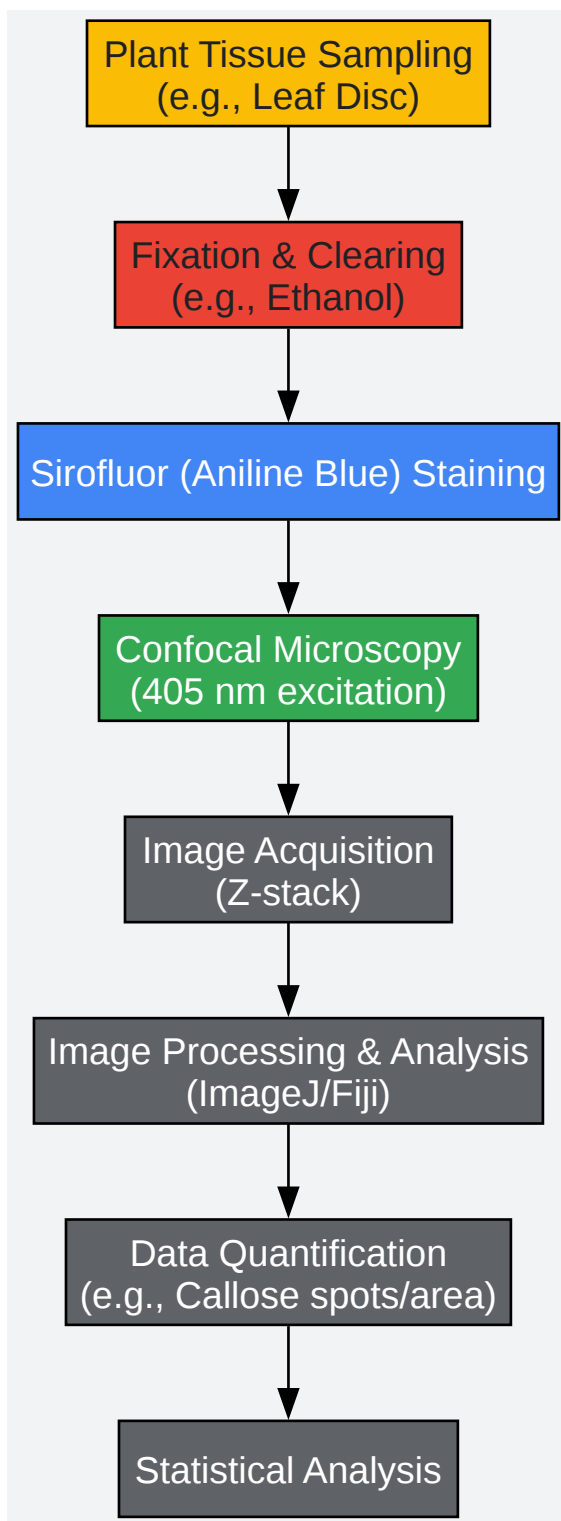 Plant Tissue Sampling
(e.g., Leaf Disc)
Fixation & Clearing
(e.g., Ethanol)
Sirofluor (Aniline Blue) Staining
Confocal Microscopy
(405 nm excitation)
Image Acquisition
(Z-stack)
Image Processing & Analysis
(ImageJ/Fiji)
Data Quantification
(e.g., Callose spots/area)
Statistical Analysis